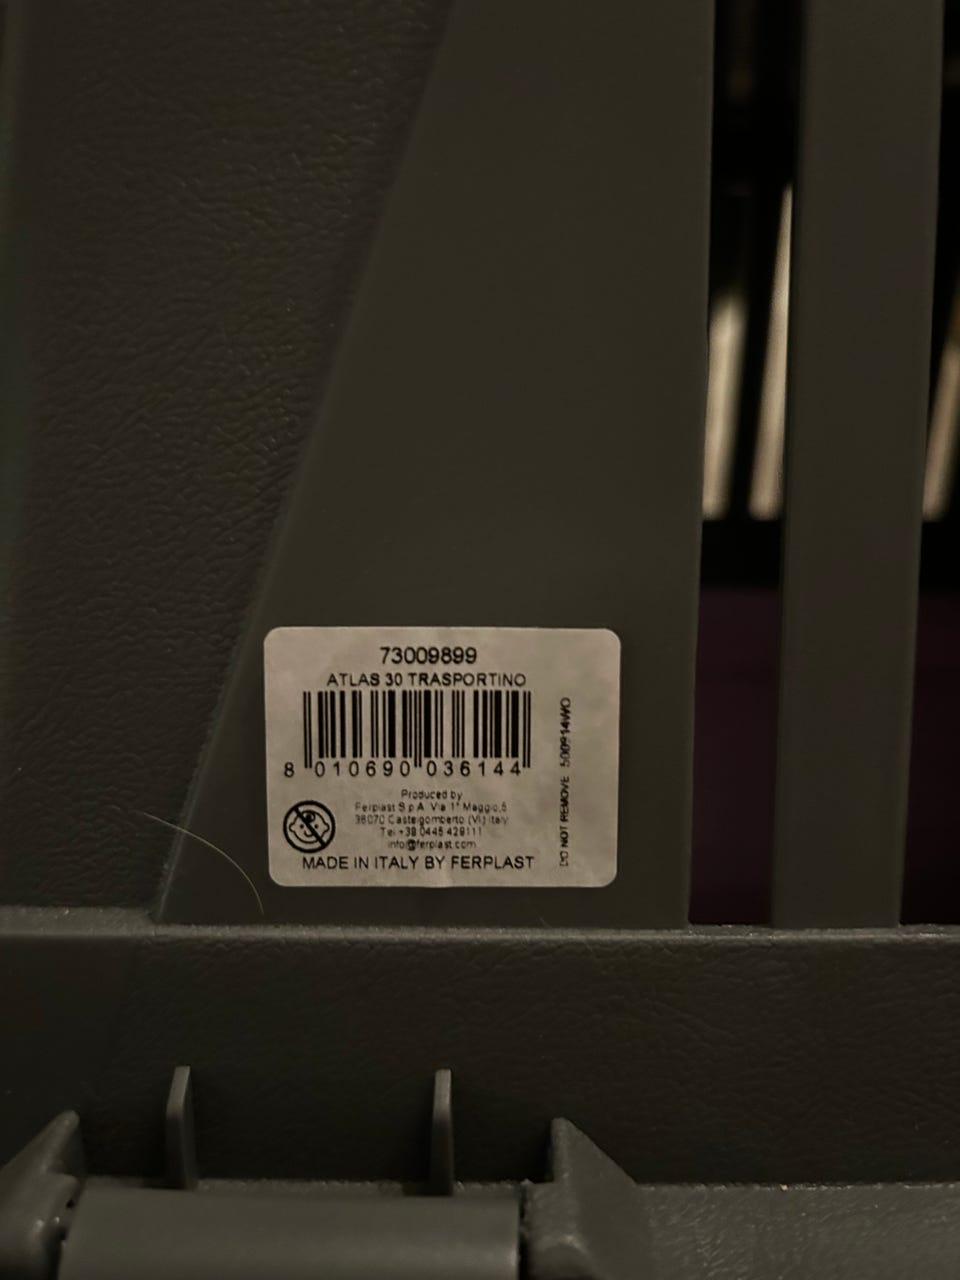 73009899
ATLAS 30 TRASPORTINO
8 010690 036144
Produced by
Ferplast S.p.A. Via 1° Maggio,5
36070 Castelgomberto (VI) Italy
Tel +39 0445 429111
info@ferplast.com
MADE IN ITALY BY FERPLAST
DO NOT REMOVE